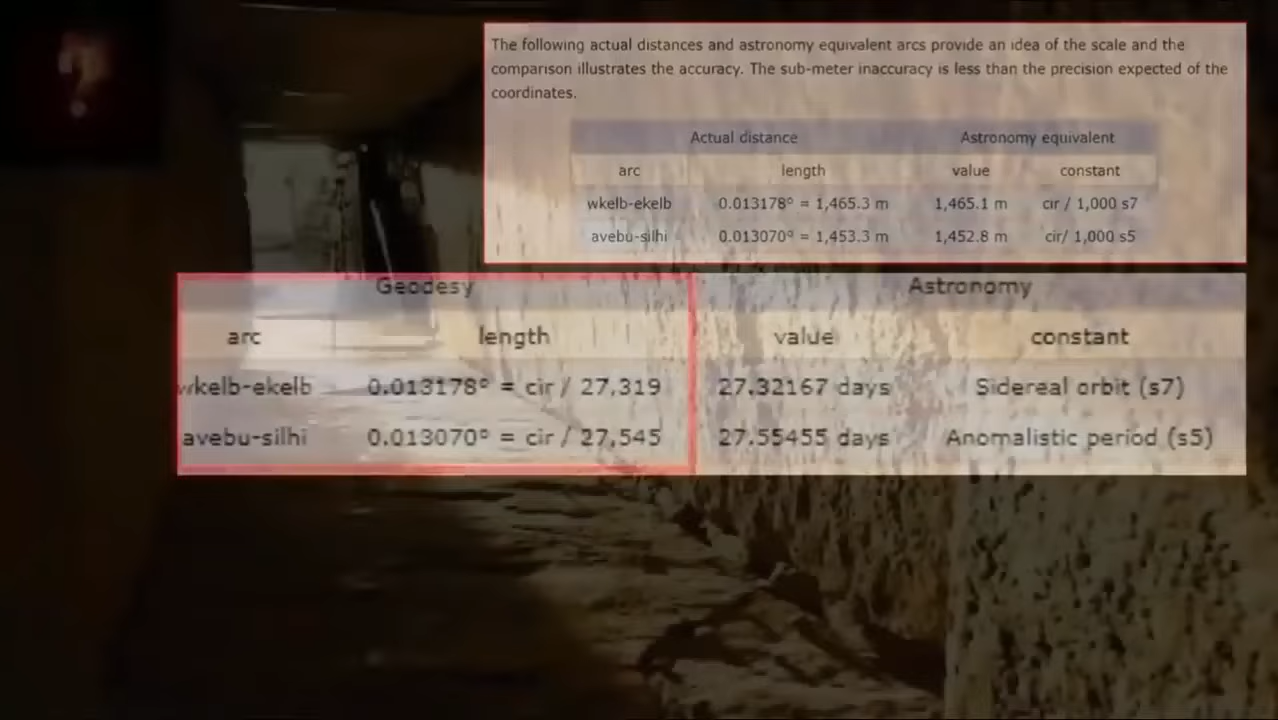 The following actual distances and astronomy equivalent arcs provide an idea of the scale and the
comparison illustrates the accuracy. The sub-meter inaccuracy is less than the precision expected of the
coordinates.
Actual distance Astronomy equivalent
arc length value constant
wkelb-ekelb 0.013178º = 1,465.3 m 1,465.1 m cir / 1,000 s7
avebu-silhi 0.013070º = 1,453.3 m 1,452.8 m cir/ 1,000 s5
Geodesy Astronomy
arc length value constant
wkelb-ekelb 0.013178º = cir / 27,319 27.32167 days Sidereal orbit (s7)
avebu-silhi 0.013070º = cir / 27,545 27.55455 days Anomalistic period (s5)